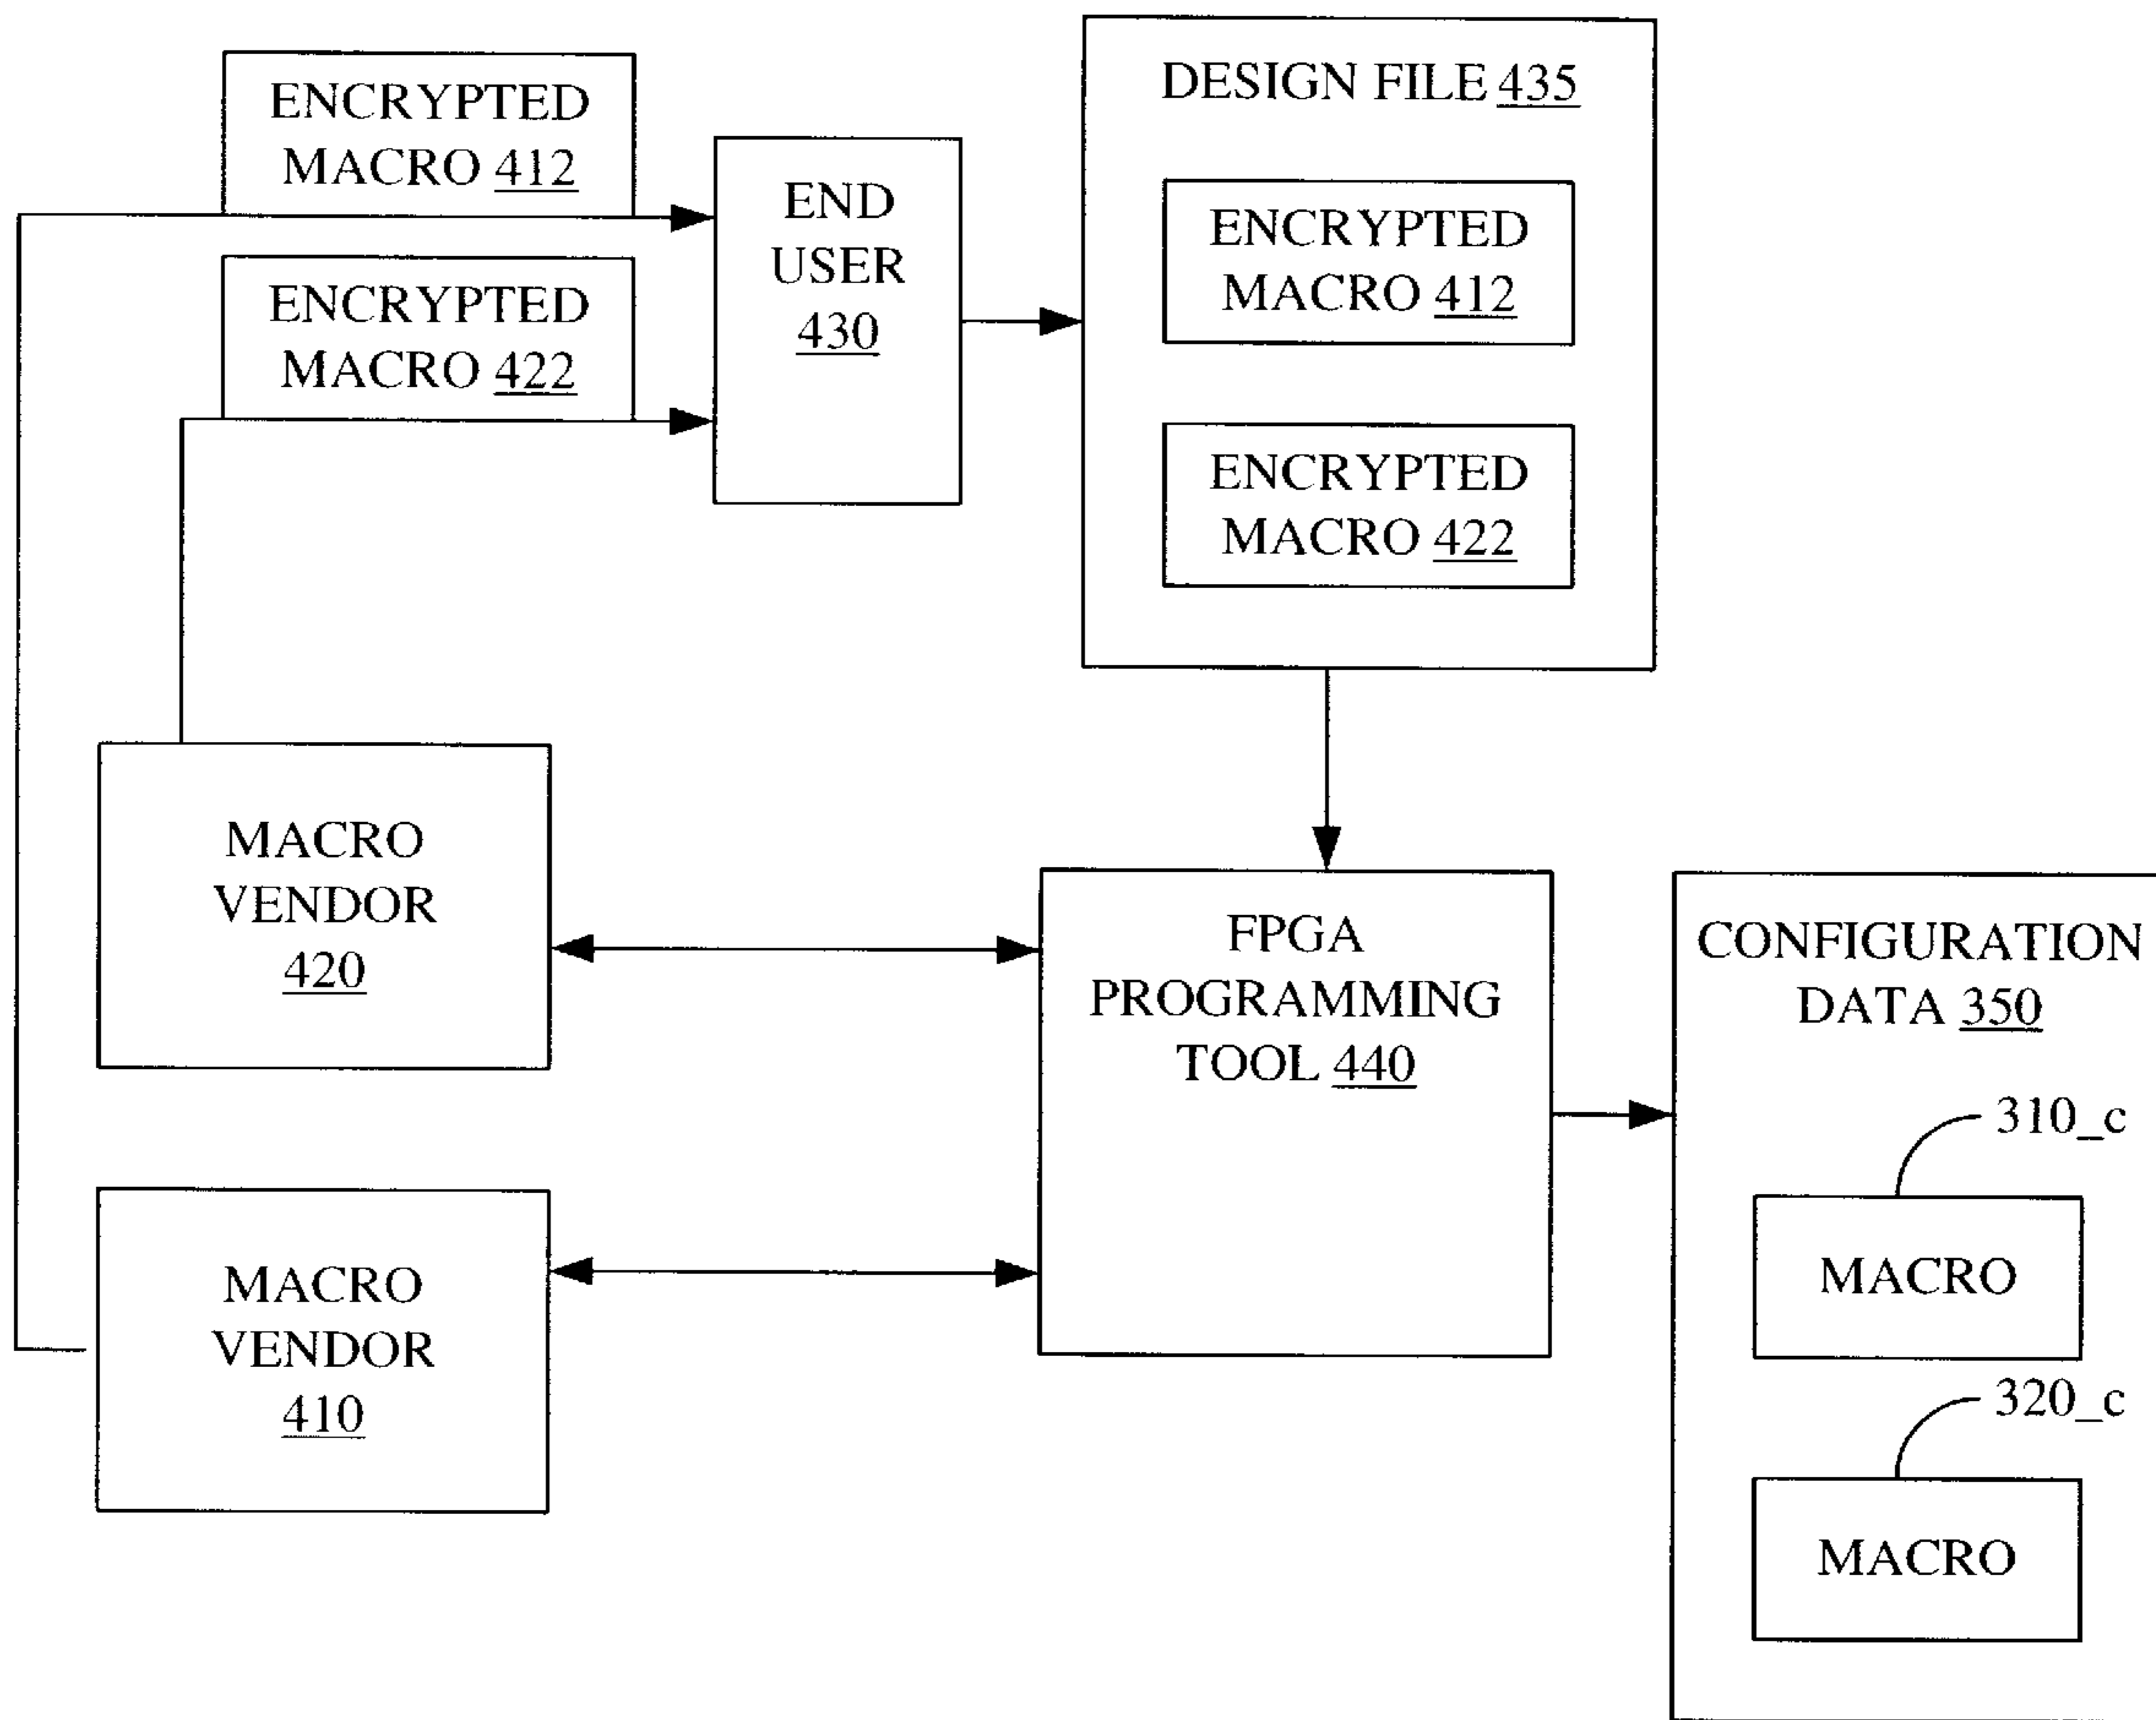 ENCRYPTED
MACRO 412
ENCRYPTED
MACRO 422
END
USER
430
DESIGN FILE 435
ENCRYPTED
MACRO 412
ENCRYPTED
MACRO 422
MACRO
VENDOR
420
MACRO
VENDOR
410
FPGA
PROGRAMMING
TOOL 440
CONFIGURATION
DATA 350
310_c
MACRO
320_c
MACRO